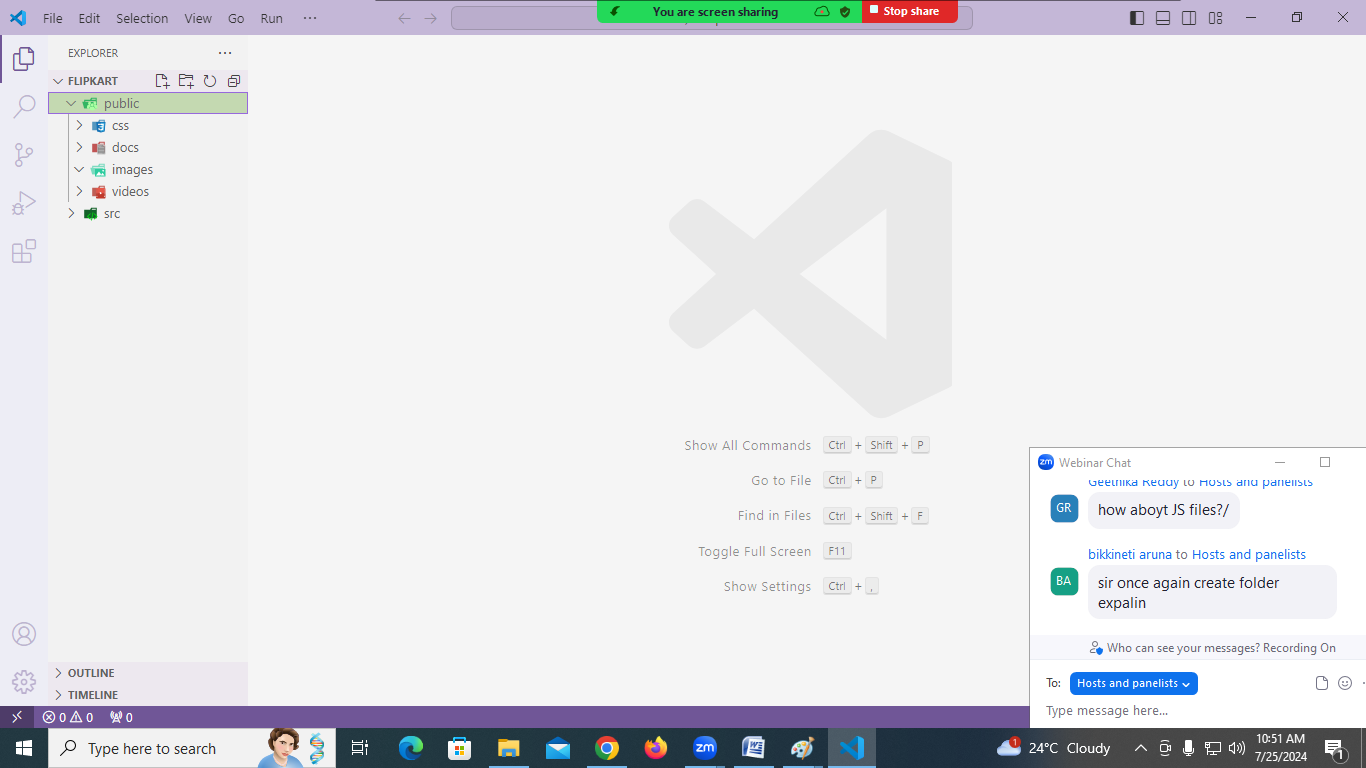 File Edit Selection View Go Run ···
You are screen sharing Stop share
EXPLORER
FLIPKART
public
css
docs
images
videos
src
Show All Commands Ctrl + Shift + P
Go to File Ctrl + P
Find in Files Ctrl + Shift + F
Toggle Full Screen F11
Show Settings Ctrl + ,
zm Webinar Chat
Geethika Reddy to Hosts and panelists
GR how aboyt JS files?/
bikkineti aruna to Hosts and panelists
BA sir once again create folder
expalin
Who can see your messages? Recording On
To: Hosts and panelists
Type message here...
OUTLINE
TIMELINE
0 0 0
Type here to search
zm
1 24°C Cloudy
10:51 AM
7/25/2024
1